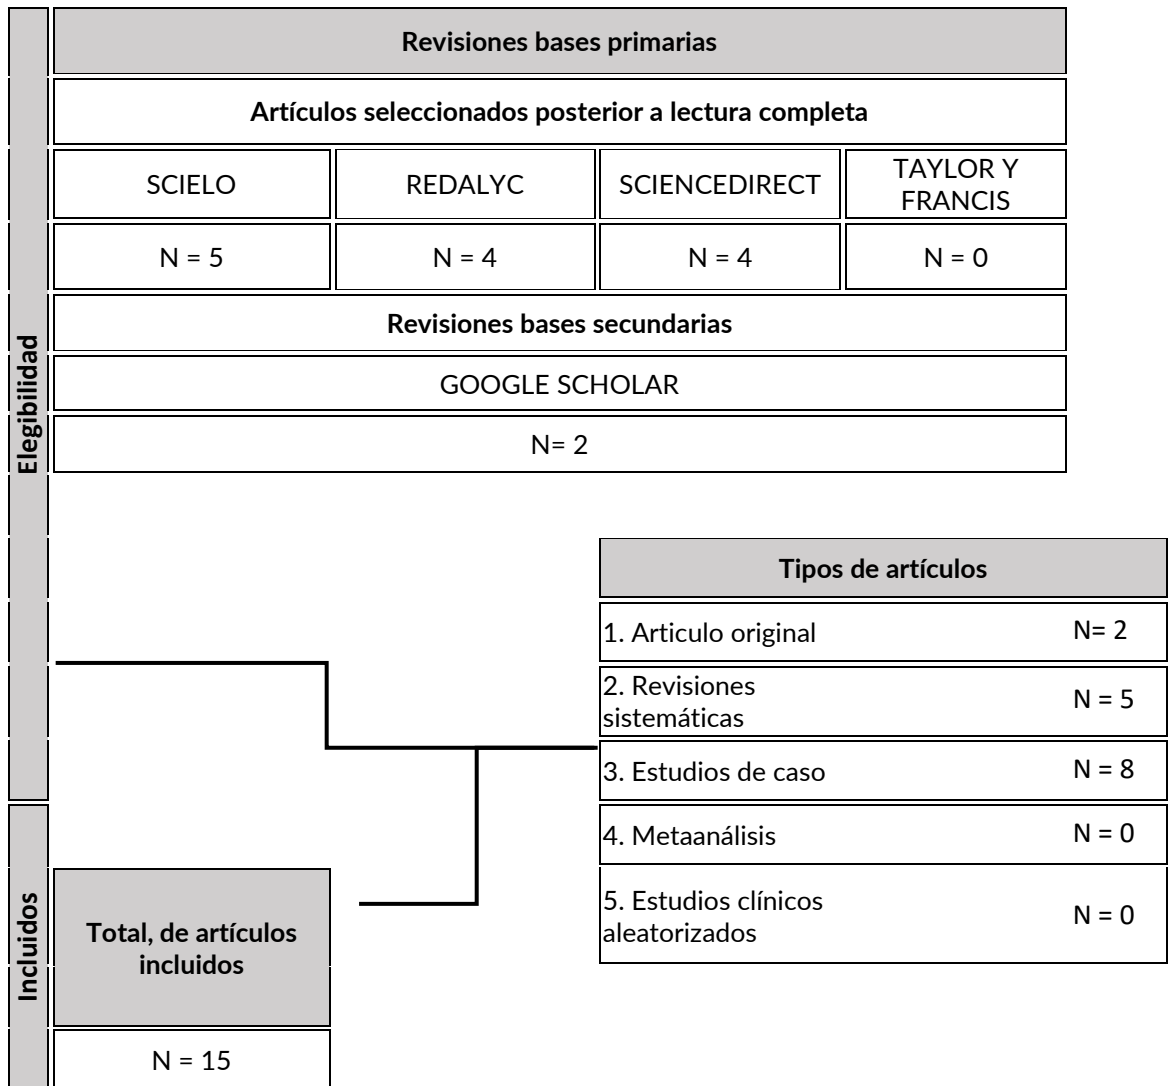 Revisiones bases primarias
Artículos seleccionados posterior a lectura completa
SCIELO
REDALYC
SCIENCEDIRECT
TAYLOR Y
FRANCIS
N = 5
N = 4
N = 4
N = 0
Revisiones bases secundarias
GOOGLE SCHOLAR
N= 2
Elegibilidad
Tipos de artículos
1. Articulo original
N= 2
2. Revisiones
sistemáticas
N = 5
3. Estudios de caso
N = 8
4. Metaanálisis
N = 0
5. Estudios clínicos
aleatorizados
N = 0
Incluidos
Total, de artículos
incluidos
N = 15